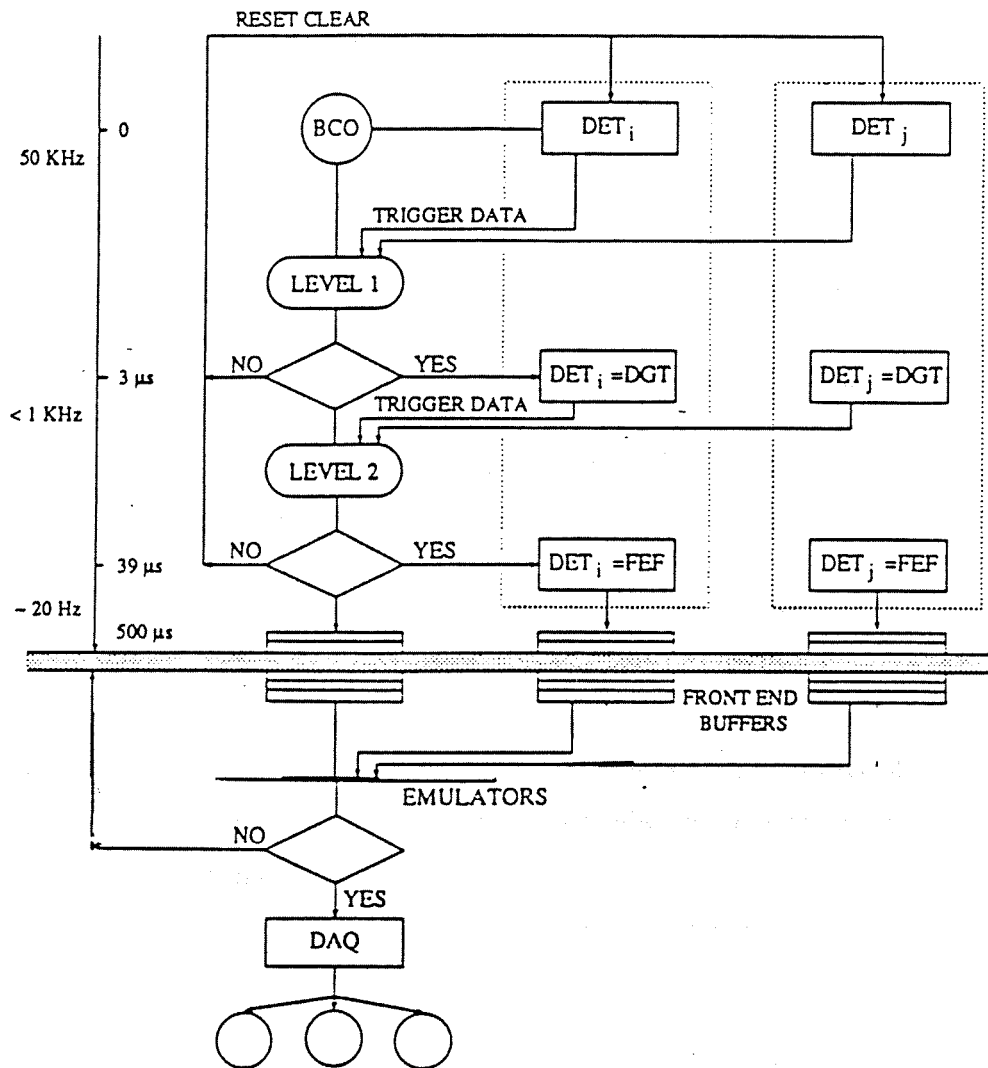 RESET CLEAR
0
BCO
DET i
DET j
50 KHz
TRIGGER DATA
LEVEL 1
NO
YES
3 μs
DET i =DGT
DET j =DGT
< 1 KHz
TRIGGER DATA
LEVEL 2
NO
YES
39 μs
DET i =FEF
DET j =FEF
~ 20 Hz
500 μs
FRONT END
BUFFERS
EMULATORS
NO
YES
DAQ